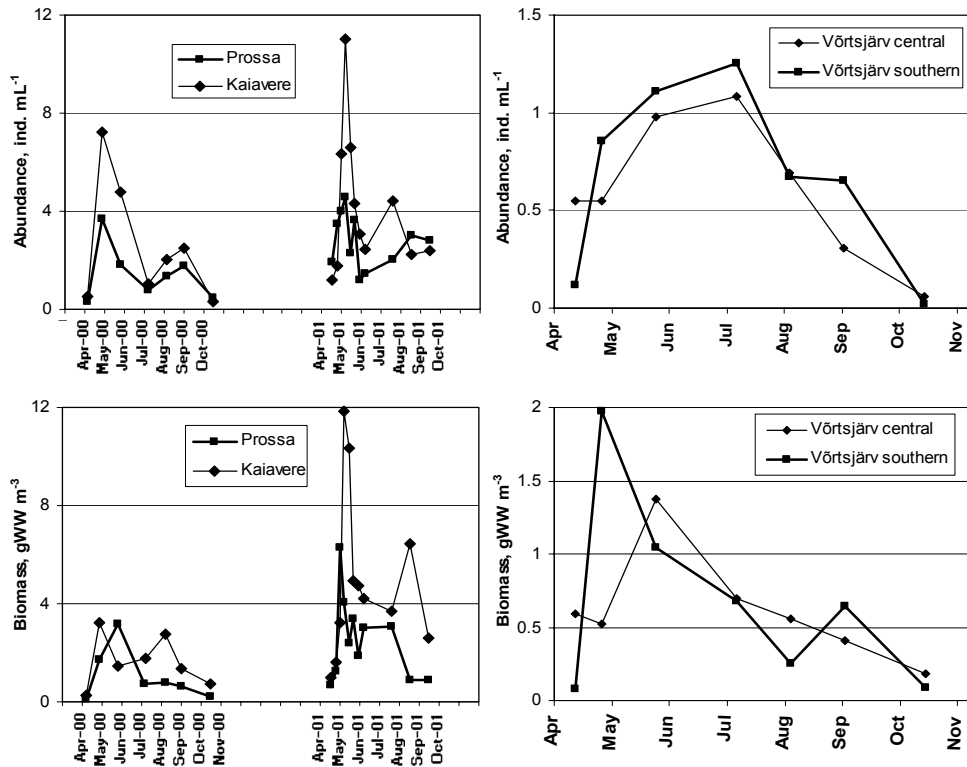 12
8
4
0
Abundance, ind. mL-1
Prossa
Kaiavere
Apr-00
May-00
Jun-00
Jul-00
Aug-00
Sep-00
Oct-00
Apr-01
May-01
Jun-01
Jul-01
Aug-01
Sep-01
Oct-01
1.5
1
0.5
0
Abundance, ind. mL-1
Võrtsjärv central
Võrtsjärv southern
Apr
May
Jun
Jul
Aug
Sep
Oct
Nov
12
8
4
0
Biomass, gWW m-3
Prossa
Kaiavere
Apr-00
May-00
Jun-00
Jul-00
Aug-00
Sep-00
Oct-00
Nov-00
Apr-01
May-01
Jun-01
Jul-01
Aug-01
Sep-01
Oct-01
2
1.5
1
0.5
0
Biomass, gWW m-3
Võrtsjärv central
Võrtsjärv southern
Apr
May
Jun
Jul
Aug
Sep
Oct
Nov